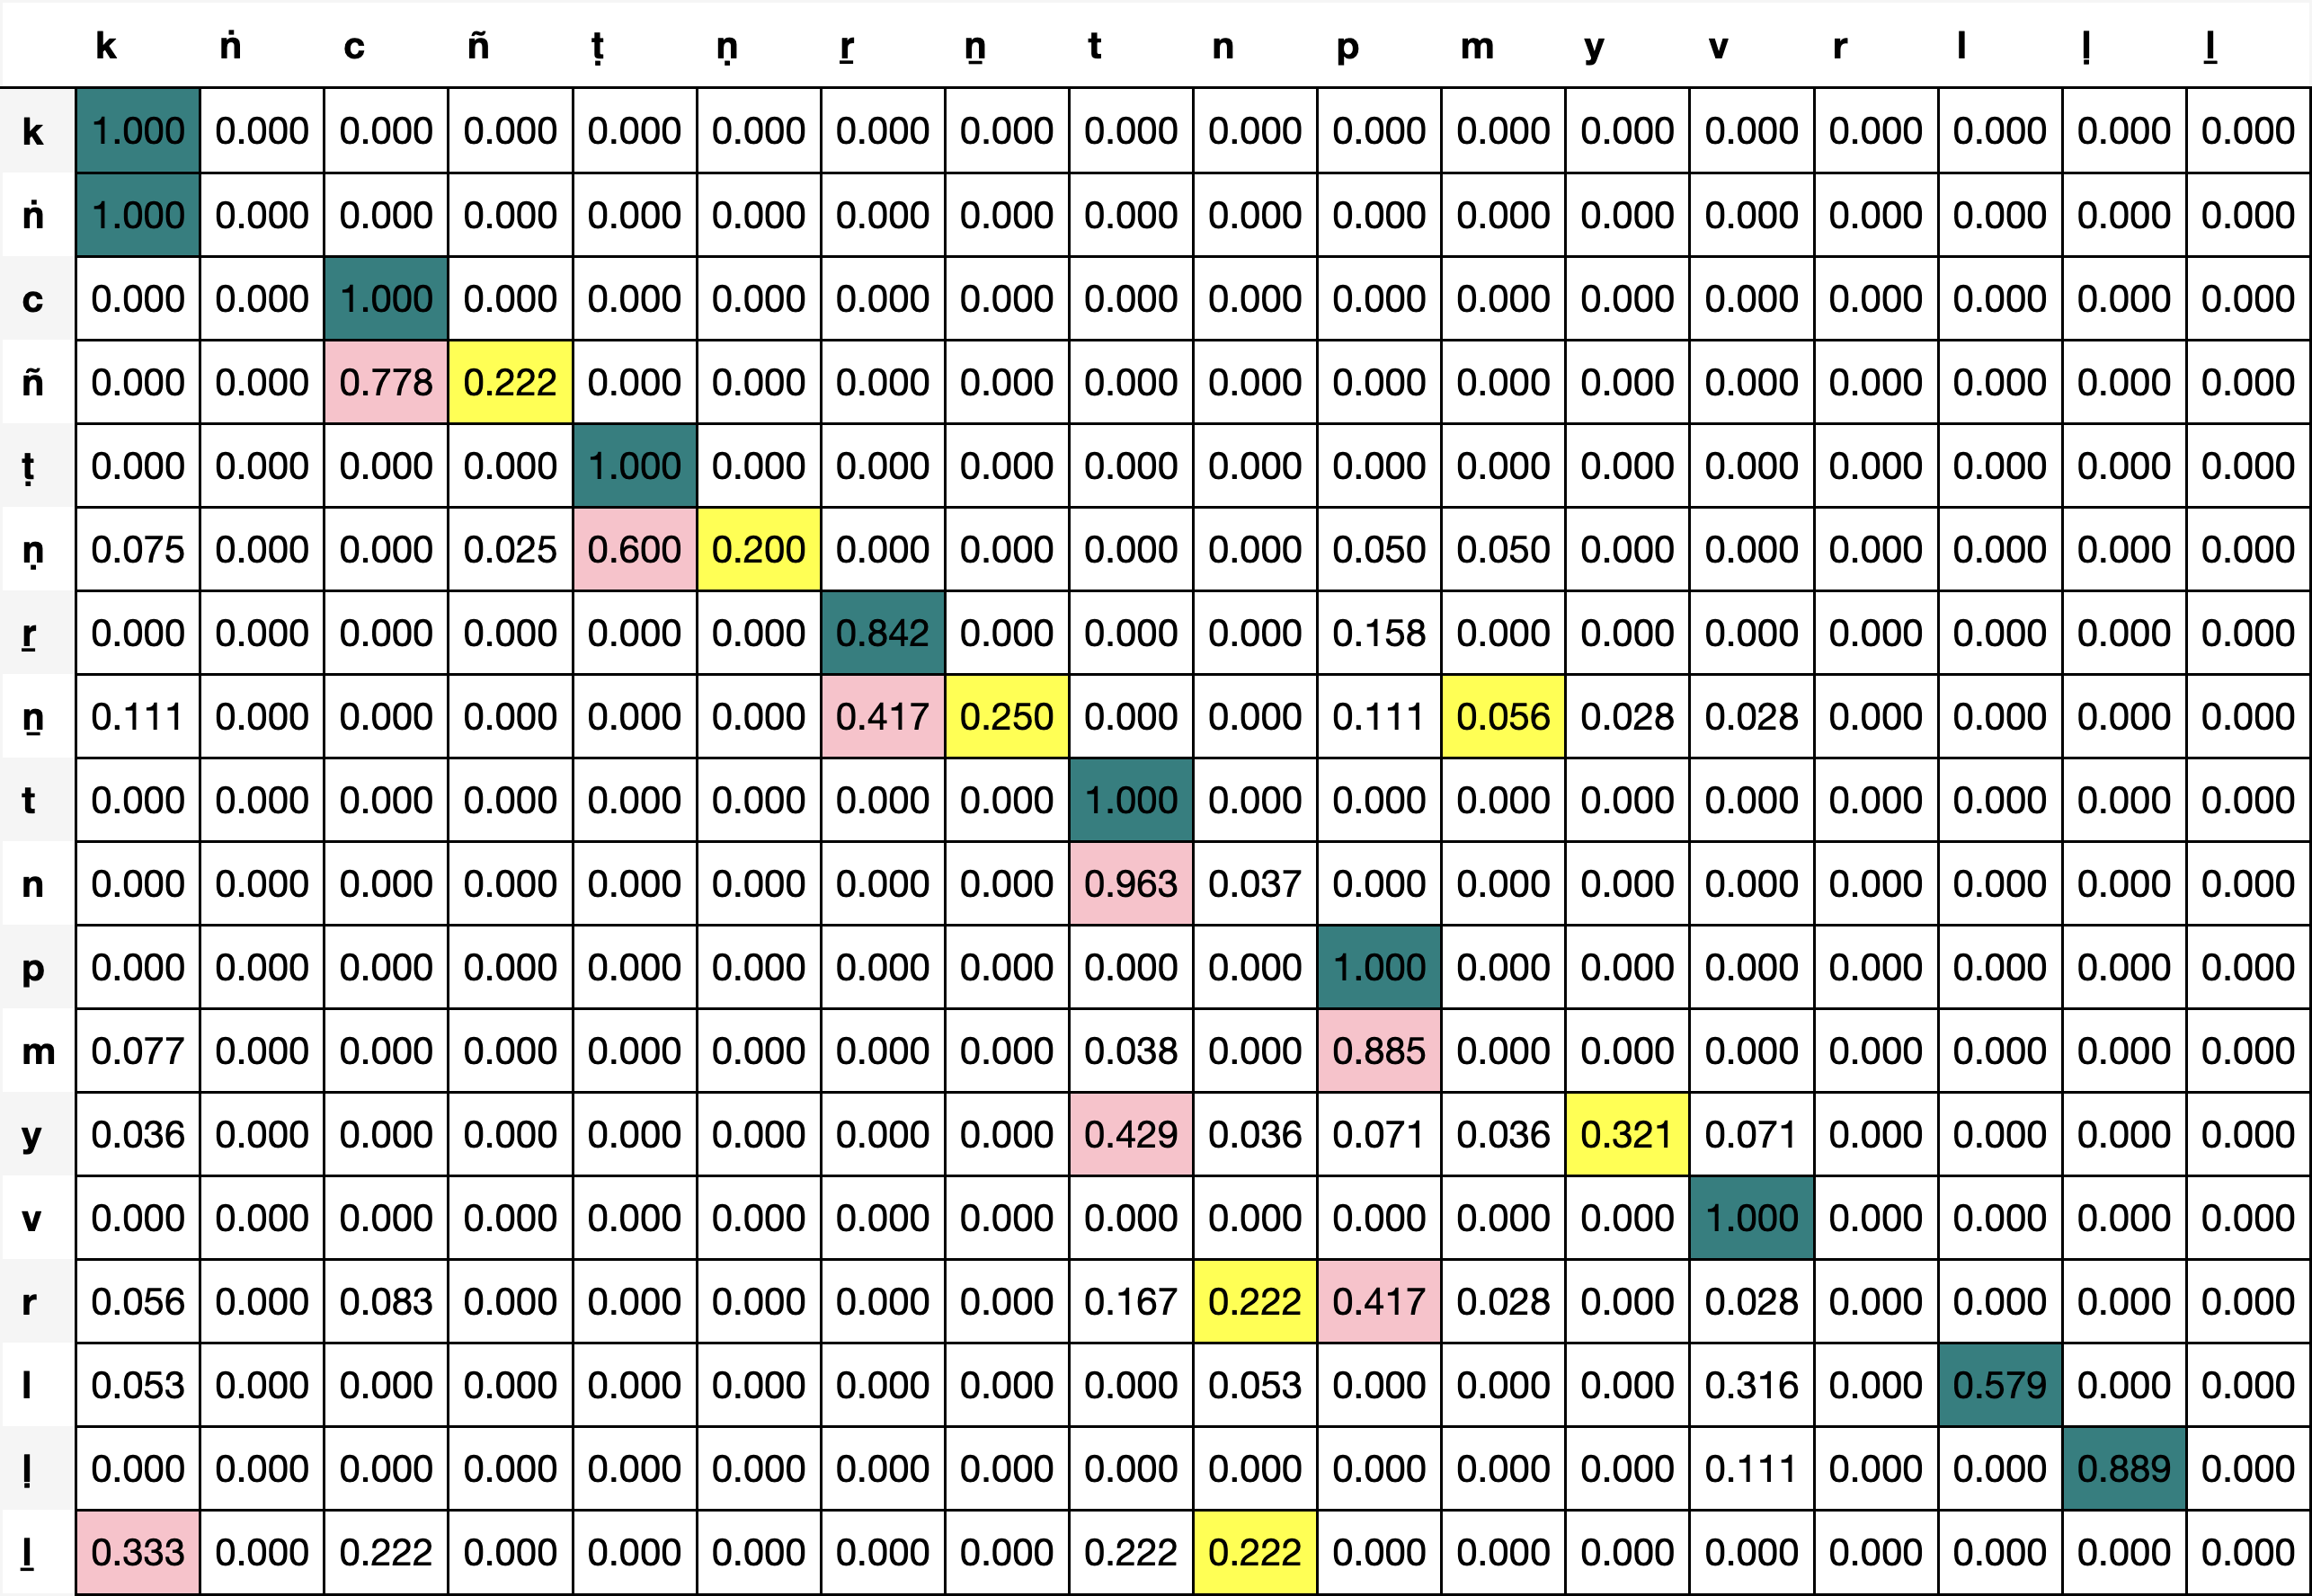 k ṅ c ñ ṭ ṇ ṟ ṉ t n p m y v r l ḷ ḻ
k 1.000 0.000 0.000 0.000 0.000 0.000 0.000 0.000 0.000 0.000 0.000 0.000 0.000 0.000 0.000 0.000 0.000 0.000
ṅ 1.000 0.000 0.000 0.000 0.000 0.000 0.000 0.000 0.000 0.000 0.000 0.000 0.000 0.000 0.000 0.000 0.000 0.000
c 0.000 0.000 1.000 0.000 0.000 0.000 0.000 0.000 0.000 0.000 0.000 0.000 0.000 0.000 0.000 0.000 0.000 0.000
ñ 0.000 0.000 0.778 0.222 0.000 0.000 0.000 0.000 0.000 0.000 0.000 0.000 0.000 0.000 0.000 0.000 0.000 0.000
ṭ 0.000 0.000 0.000 0.000 1.000 0.000 0.000 0.000 0.000 0.000 0.000 0.000 0.000 0.000 0.000 0.000 0.000 0.000
ṇ 0.075 0.000 0.000 0.025 0.600 0.200 0.000 0.000 0.000 0.000 0.050 0.050 0.000 0.000 0.000 0.000 0.000 0.000
ṟ 0.000 0.000 0.000 0.000 0.000 0.000 0.842 0.000 0.000 0.000 0.158 0.000 0.000 0.000 0.000 0.000 0.000 0.000
ṉ 0.111 0.000 0.000 0.000 0.000 0.000 0.417 0.250 0.000 0.000 0.111 0.056 0.028 0.028 0.000 0.000 0.000 0.000
t 0.000 0.000 0.000 0.000 0.000 0.000 0.000 0.000 1.000 0.000 0.000 0.000 0.000 0.000 0.000 0.000 0.000 0.000
n 0.000 0.000 0.000 0.000 0.000 0.000 0.000 0.000 0.963 0.037 0.000 0.000 0.000 0.000 0.000 0.000 0.000 0.000
p 0.000 0.000 0.000 0.000 0.000 0.000 0.000 0.000 0.000 0.000 1.000 0.000 0.000 0.000 0.000 0.000 0.000 0.000
m 0.077 0.000 0.000 0.000 0.000 0.000 0.000 0.000 0.038 0.000 0.885 0.000 0.000 0.000 0.000 0.000 0.000 0.000
y 0.036 0.000 0.000 0.000 0.000 0.000 0.000 0.000 0.429 0.036 0.071 0.036 0.321 0.071 0.000 0.000 0.000 0.000
v 0.000 0.000 0.000 0.000 0.000 0.000 0.000 0.000 0.000 0.000 0.000 0.000 0.000 1.000 0.000 0.000 0.000 0.000
r 0.056 0.000 0.083 0.000 0.000 0.000 0.000 0.000 0.167 0.222 0.417 0.028 0.000 0.028 0.000 0.000 0.000 0.000
l 0.053 0.000 0.000 0.000 0.000 0.000 0.000 0.000 0.000 0.053 0.000 0.000 0.000 0.316 0.000 0.579 0.000 0.000
ḷ 0.000 0.000 0.000 0.000 0.000 0.000 0.000 0.000 0.000 0.000 0.000 0.000 0.000 0.111 0.000 0.000 0.889 0.000
ḻ 0.333 0.000 0.222 0.000 0.000 0.000 0.000 0.000 0.222 0.222 0.000 0.000 0.000 0.000 0.000 0.000 0.000 0.000